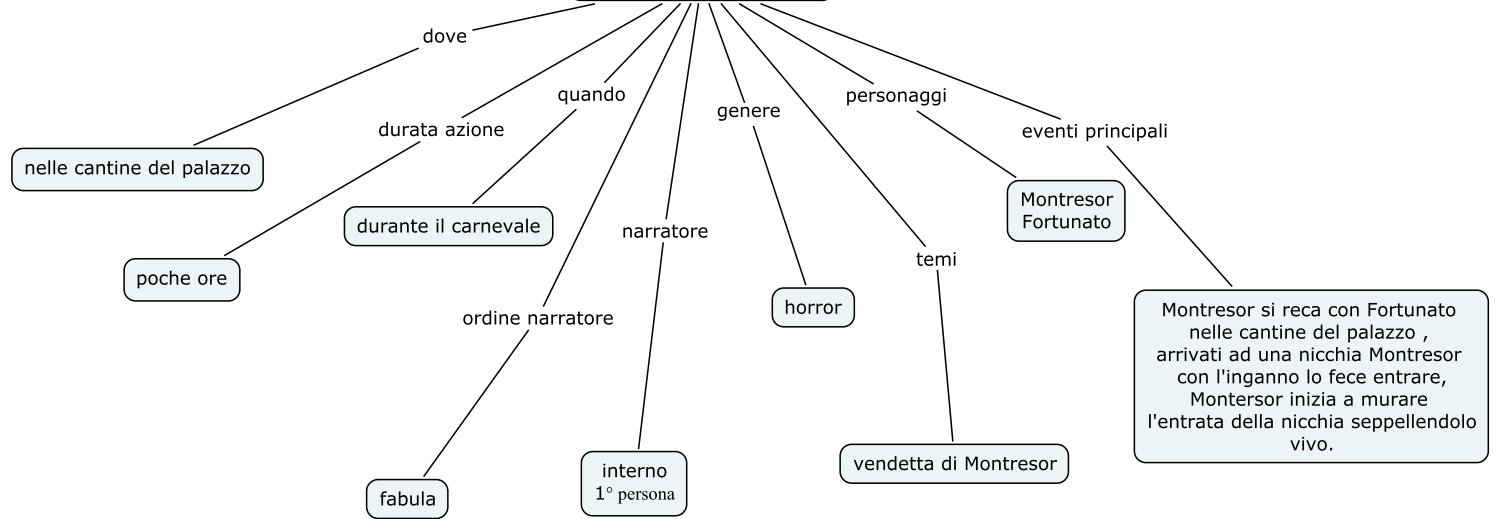 dove
nelle cantine del palazzo
durata azione
poche ore
quando
durante il carnevale
ordine narratore
fabula
narratore
interno
1° persona
genere
horror
temi
vendetta di Montresor
personaggi
Montresor
Fortunato
eventi principali
Montresor si reca con Fortunato
nelle cantine del palazzo ,
arrivati ad una nicchia Montresor
con l'inganno lo fece entrare,
Montersor inizia a murare
l'entrata della nicchia seppellendolo
vivo.